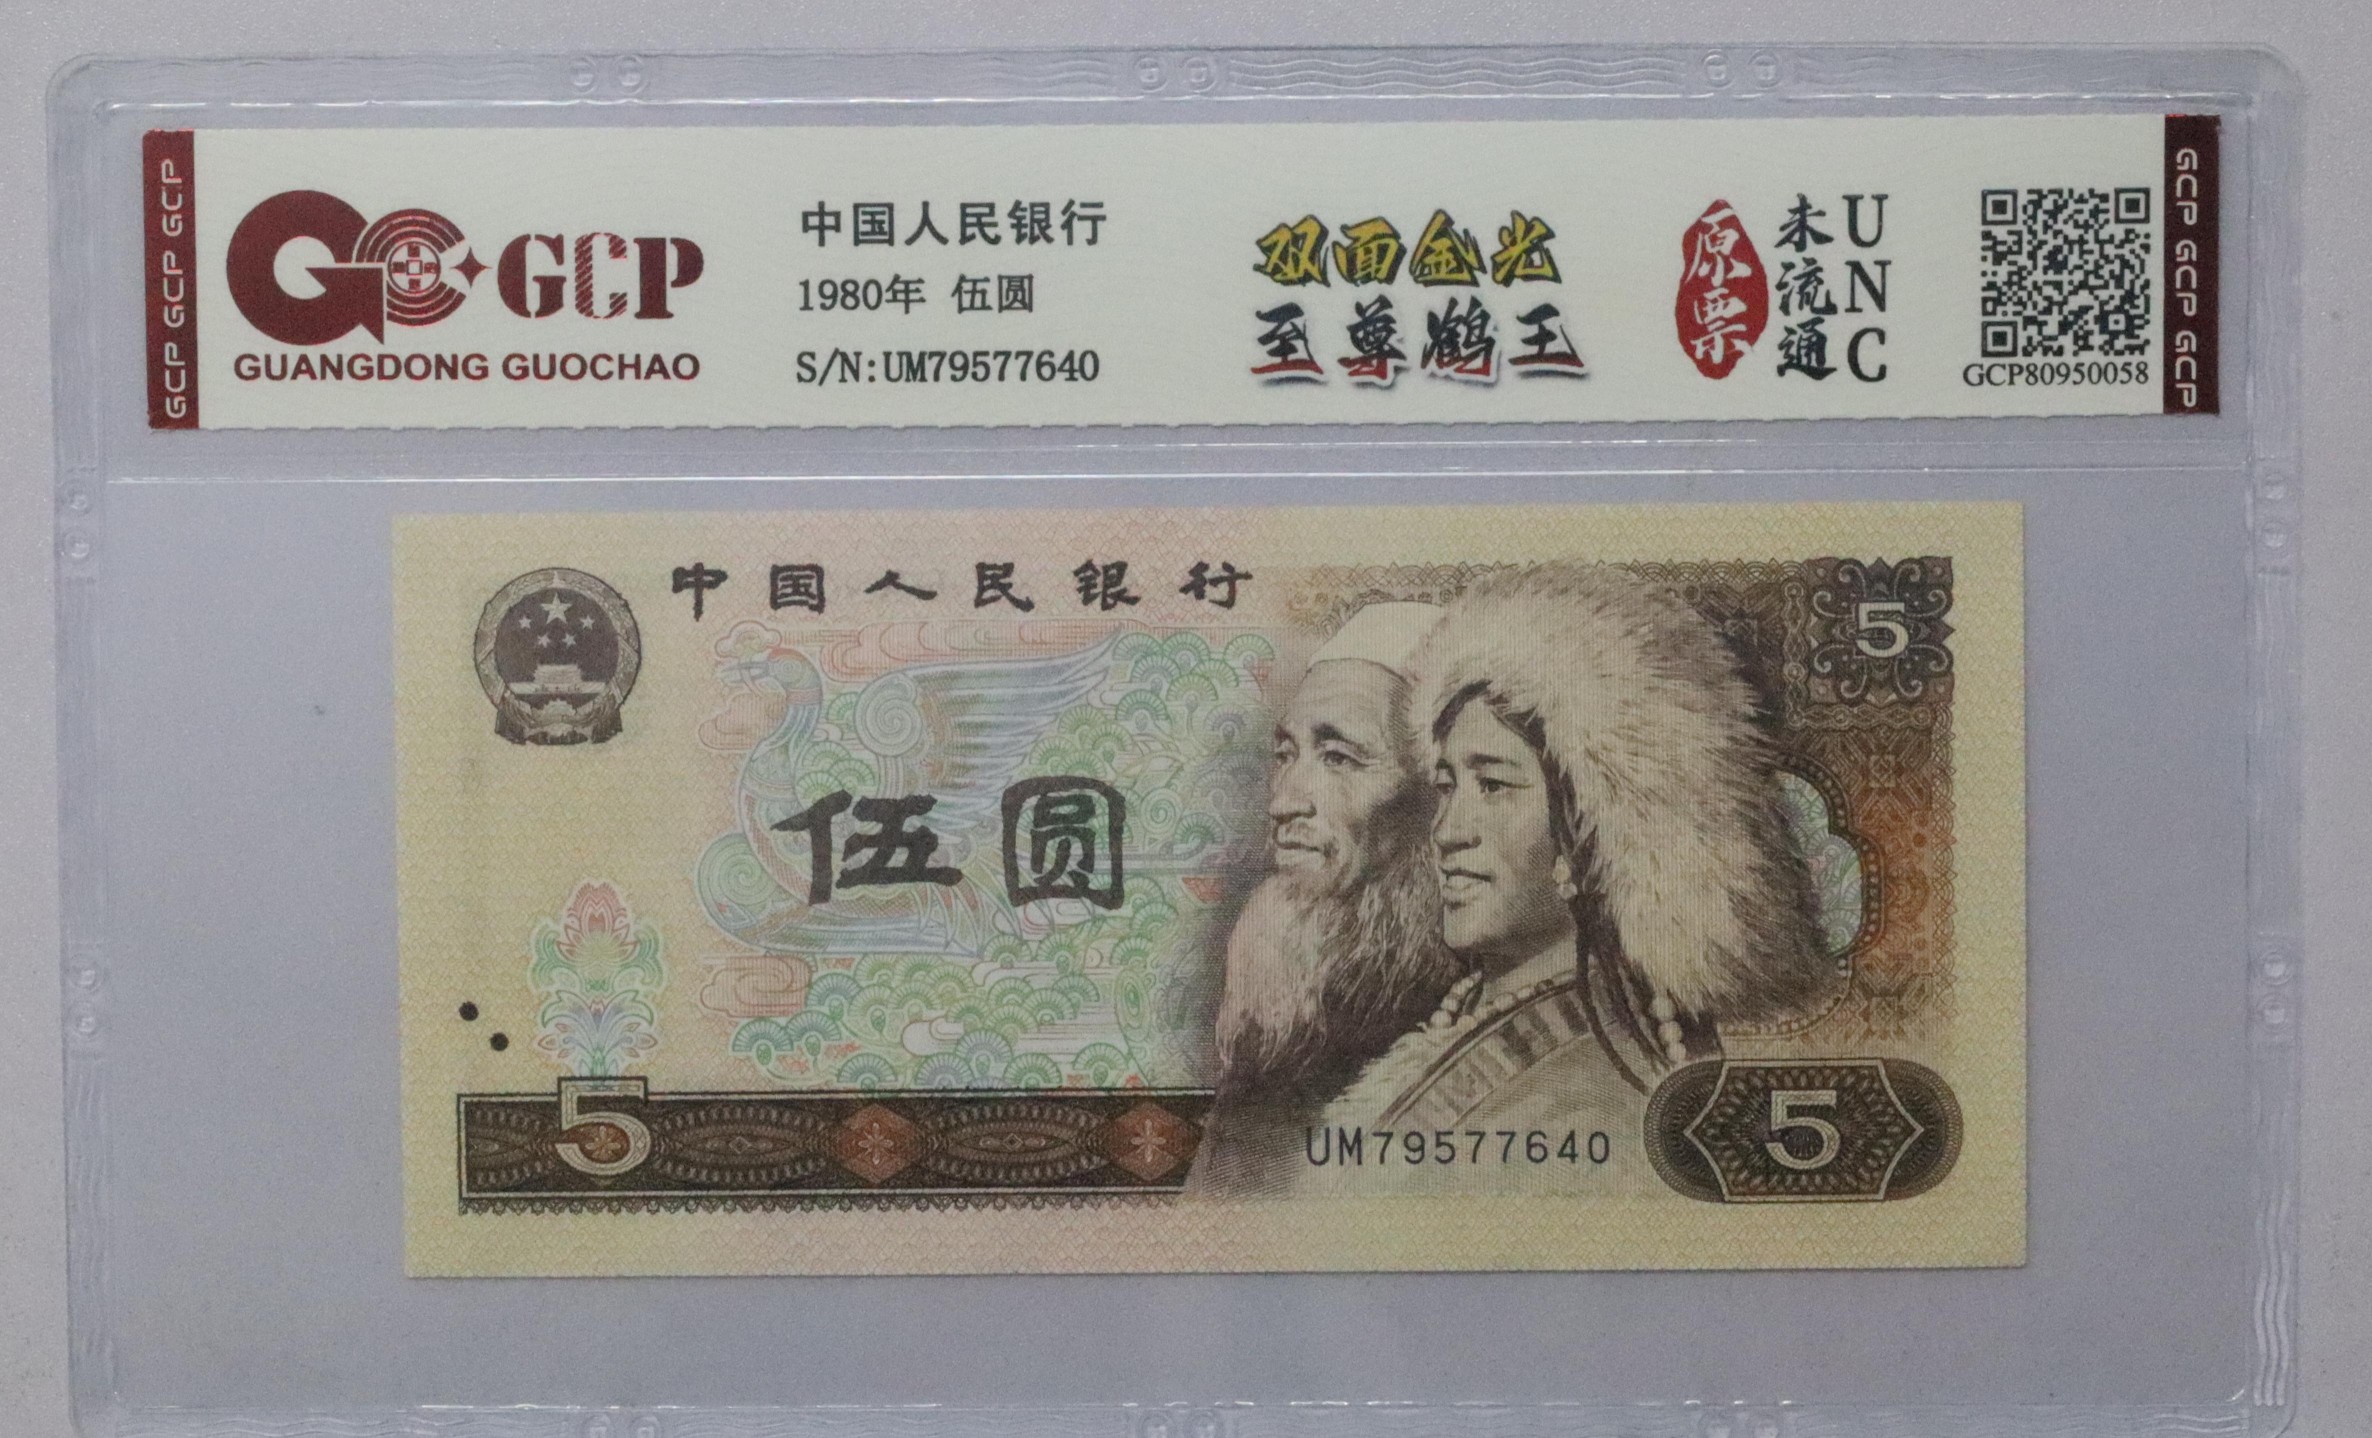 GCP GCP GCP
GCP
GUANGDONG GUOCHAO
中国人民银行
1980年 伍圆
S/N:UM79577640
双面金光
至尊鹤王
原票
未流通
UNC
GCP80950058
GCP GCP GCP
中国人民银行
5
伍圆
5
UM79577640
5